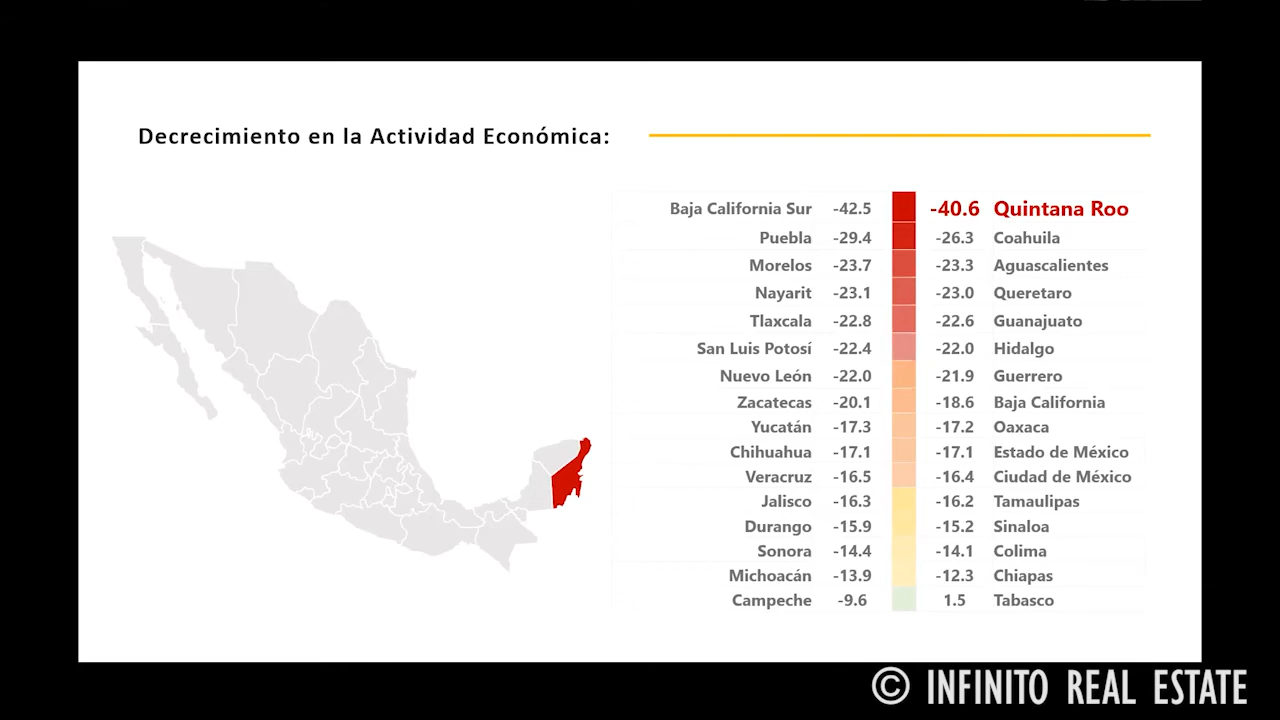 Decrecimiento en la Actividad Económica:
Baja California Sur -42.5 -40.6 Quintana Roo
Puebla -29.4 -26.3 Coahuila
Morelos -23.7 -23.3 Aguascalientes
Nayarit -23.1 -23.0 Queretaro
Tlaxcala -22.8 -22.6 Guanajuato
San Luis Potosí -22.4 -22.0 Hidalgo
Nuevo León -22.0 -21.9 Guerrero
Zacatecas -20.1 -18.6 Baja California
Yucatán -17.3 -17.2 Oaxaca
Chihuahua -17.1 -17.1 Estado de México
Veracruz -16.5 -16.4 Ciudad de México
Jalisco -16.3 -16.2 Tamaulipas
Durango -15.9 -15.2 Sinaloa
Sonora -14.4 -14.1 Colima
Michoacán -13.9 -12.3 Chiapas
Campeche -9.6 1.5 Tabasco
© INFINITO REAL ESTATE